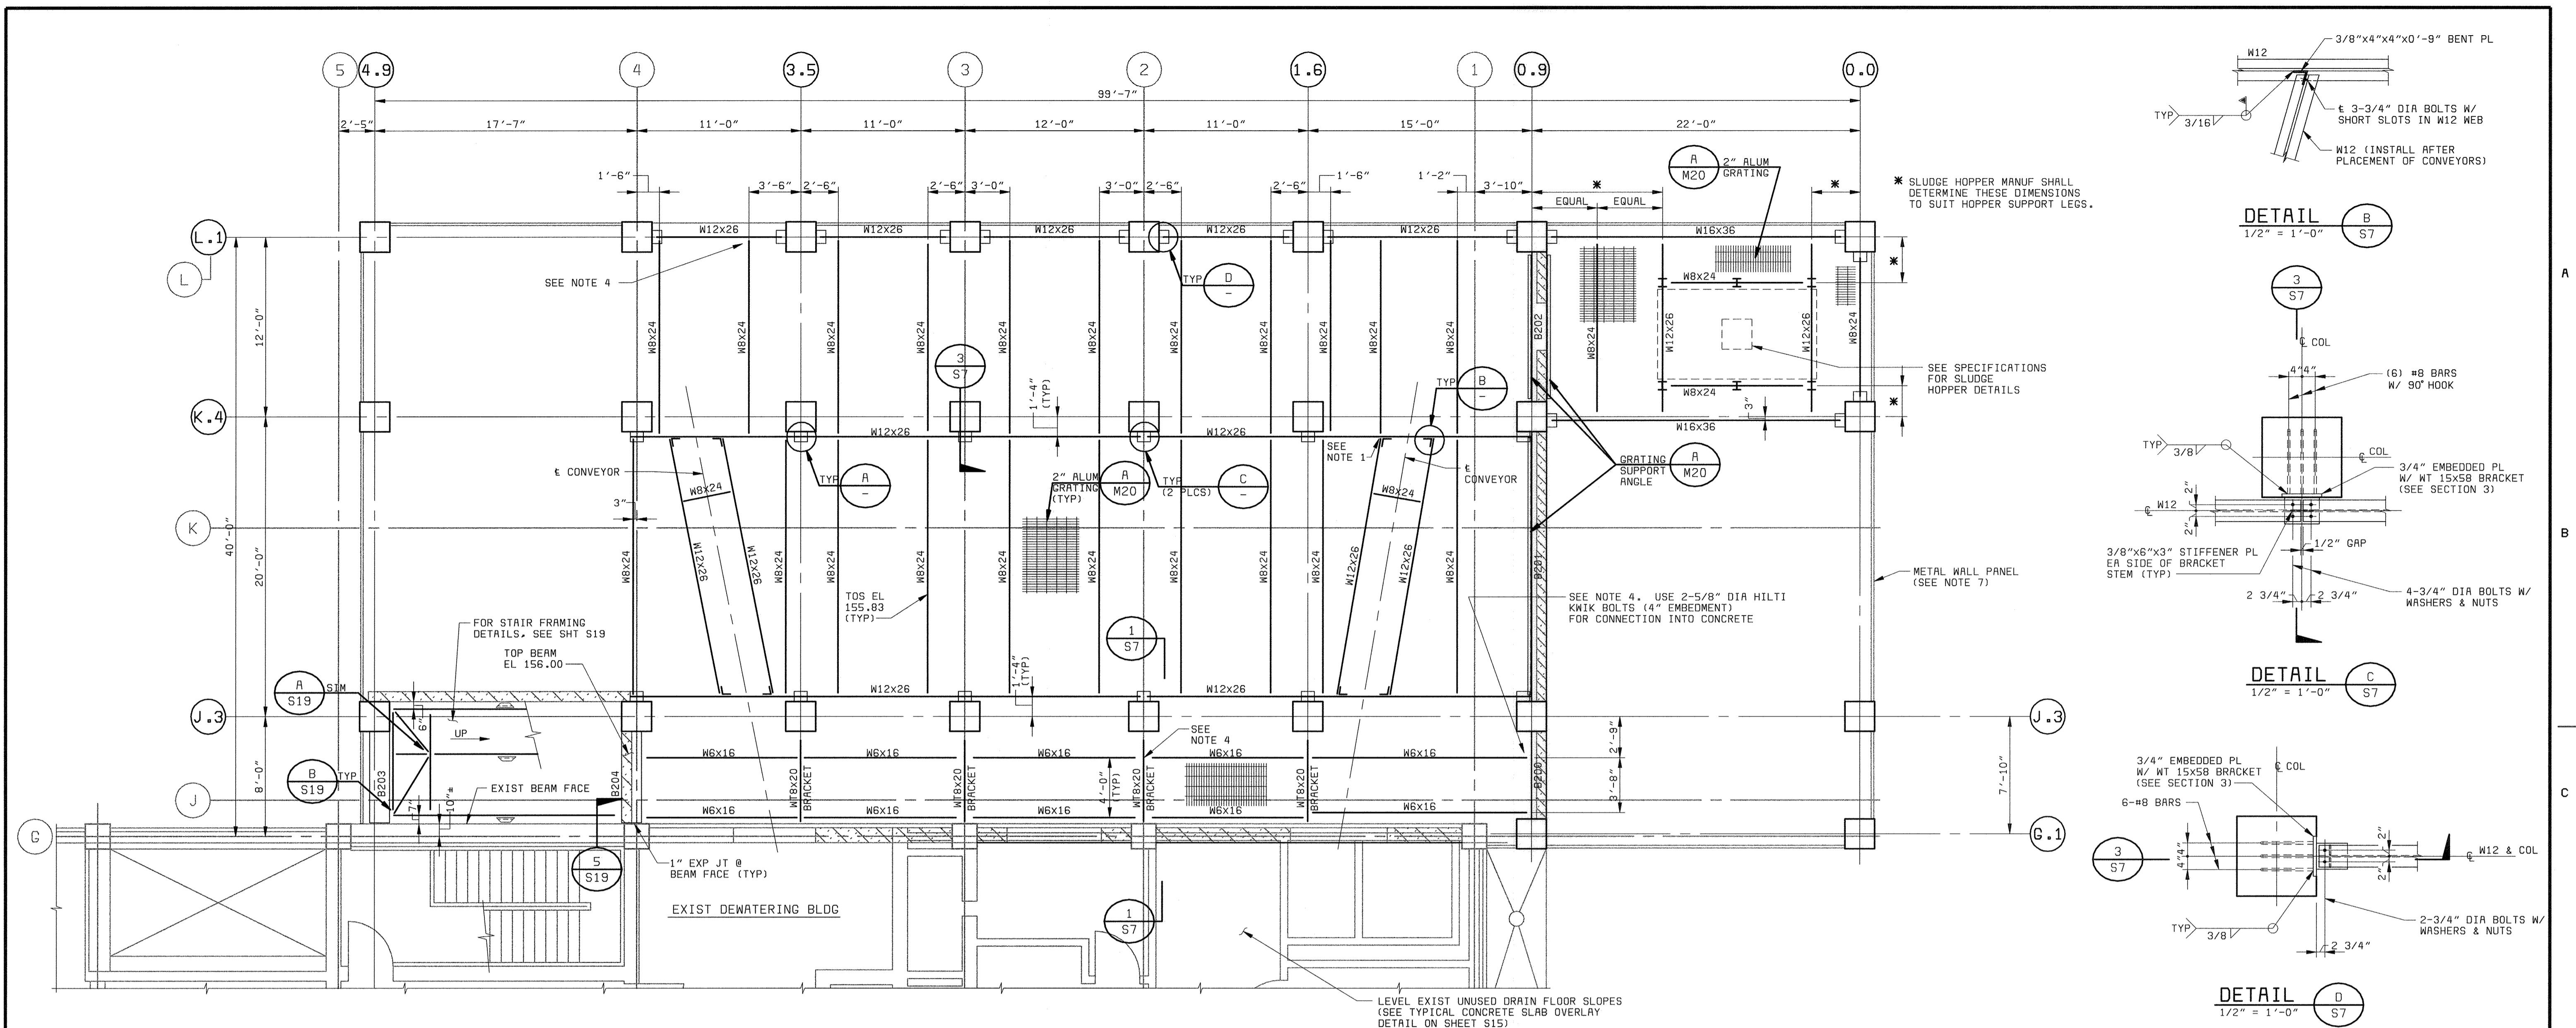 5
4.9
4
3.5
3
2
1.6
1
0.9
0.0
99'-7"
2'-5"
17'-7"
11'-0"
11'-0"
12'-0"
11'-0"
15'-0"
22'-0"
1'-6"
3'-6"
2'-6"
2'-6"
3'-0"
3'-0"
2'-6"
2'-6"
1'-6"
1'-2"
3'-10"
*
EQUAL
EQUAL
*
A
M20
2" ALUM
GRATING
* SLUDGE HOPPER MANUF SHALL
DETERMINE THESE DIMENSIONS
TO SUIT HOPPER SUPPORT LEGS.
L.1
L
K.4
K
J.3
J
G
40'-0"
12'-0"
20'-0"
8'-0"
W12x26
W12x26
W12x26
W12x26
W12x26
W16x36
SEE NOTE 4
TYP
D
-
W8x24
W8x24
W8x24
W8x24
W8x24
W8x24
W8x24
W8x24
W8x24
W8x24
W8x24
B202
W8x24
W12x26
W8x24
W12x26
W8x24
W8x24
*
*
3"
W16x36
SEE SPECIFICATIONS
FOR SLUDGE
HOPPER DETAILS
3
S7
1'-4"
(TYP)
TYP
B
-
W12x26
W12x26
SEE
NOTE 1
℄ CONVEYOR
3"
W8x24
TYP
A
-
2" ALUM
GRATING
(TYP)
A
M20
TYP
(2 PLCS)
C
-
W8x24
℄
CONVEYOR
GRATING
SUPPORT
ANGLE
A
M20
W8x24
W12x26
W12x26
W8x24
W8x24
W8x24
W8x24
W8x24
W8x24
W8x24
W8x24
W12x26
W12x26
W8x24
B201
TOS EL
155.83
(TYP)
METAL WALL PANEL
(SEE NOTE 7)
SEE NOTE 4. USE 2-5/8" DIA HILTI
KWIK BOLTS (4" EMBEDMENT)
FOR CONNECTION INTO CONCRETE
FOR STAIR FRAMING
DETAILS, SEE SHT S19
TOP BEAM
EL 156.00
1
S7
1'-4"
(TYP)
W12x26
W12x26
A
S19
SIM
6"
UP
B
S19
TYP
B203
7"
10"±
EXIST BEAM FACE
B204
SEE
NOTE 4
W6x16
W6x16
W6x16
W6x16
W6x16
WT8x20
BRACKET
WT8x20
BRACKET
4'-0"
(TYP)
WT8x20
BRACKET
WT8x20
BRACKET
B200
2'-9"
3'-8"
7'-10"
J.3
G.1
W6x16
W6x16
W6x16
W6x16
W6x16
5
S19
1" EXP JT @
BEAM FACE (TYP)
EXIST DEWATERING BLDG
1
S7
LEVEL EXIST UNUSED DRAIN FLOOR SLOPES
(SEE TYPICAL CONCRETE SLAB OVERLAY
DETAIL ON SHEET S15)
W12
3/8"x4"x4"x0'-9" BENT PL
TYP
3/16
℄ 3-3/4" DIA BOLTS W/
SHORT SLOTS IN W12 WEB
W12 (INSTALL AFTER
PLACEMENT OF CONVEYORS)
DETAIL
1/2" = 1'-0"
B
S7
3
S7
℄ COL
4"4"
(6) #8 BARS
W/ 90° HOOK
TYP
3/8
℄ COL
3/4" EMBEDDED PL
W/ WT 15x58 BRACKET
(SEE SECTION 3)
℄ W12
2"
2"
1/2" GAP
3/8"x6"x3" STIFFENER PL
EA SIDE OF BRACKET
STEM (TYP)
2 3/4"
2 3/4"
4-3/4" DIA BOLTS W/
WASHERS & NUTS
DETAIL
1/2" = 1'-0"
C
S7
3/4" EMBEDDED PL
W/ WT 15x58 BRACKET
(SEE SECTION 3)
℄ COL
6-#8 BARS
3
S7
4"4"
2"
2"
℄ W12 & COL
TYP
3/8
2-3/4" DIA BOLTS W/
WASHERS & NUTS
2 3/4"
DETAIL
1/2" = 1'-0"
D
S7
A
B
C